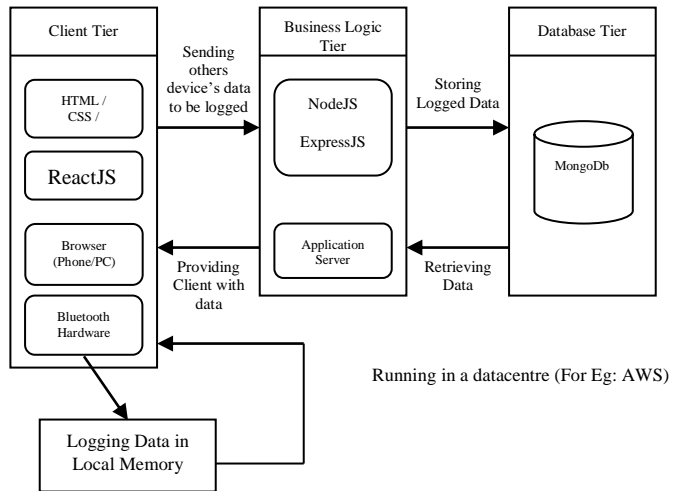 Client Tier
HTML /
CSS /
ReactJS
Browser
(Phone/PC)
Bluetooth
Hardware
Sending
others
device's data
to be logged
Providing
Client with
data
Business Logic
Tier
NodeJS
ExpressJS
Application
Server
Storing
Logged Data
Retrieving
Data
Database Tier
MongoDb
Running in a datacentre (For Eg: AWS)
Logging Data in
Local Memory